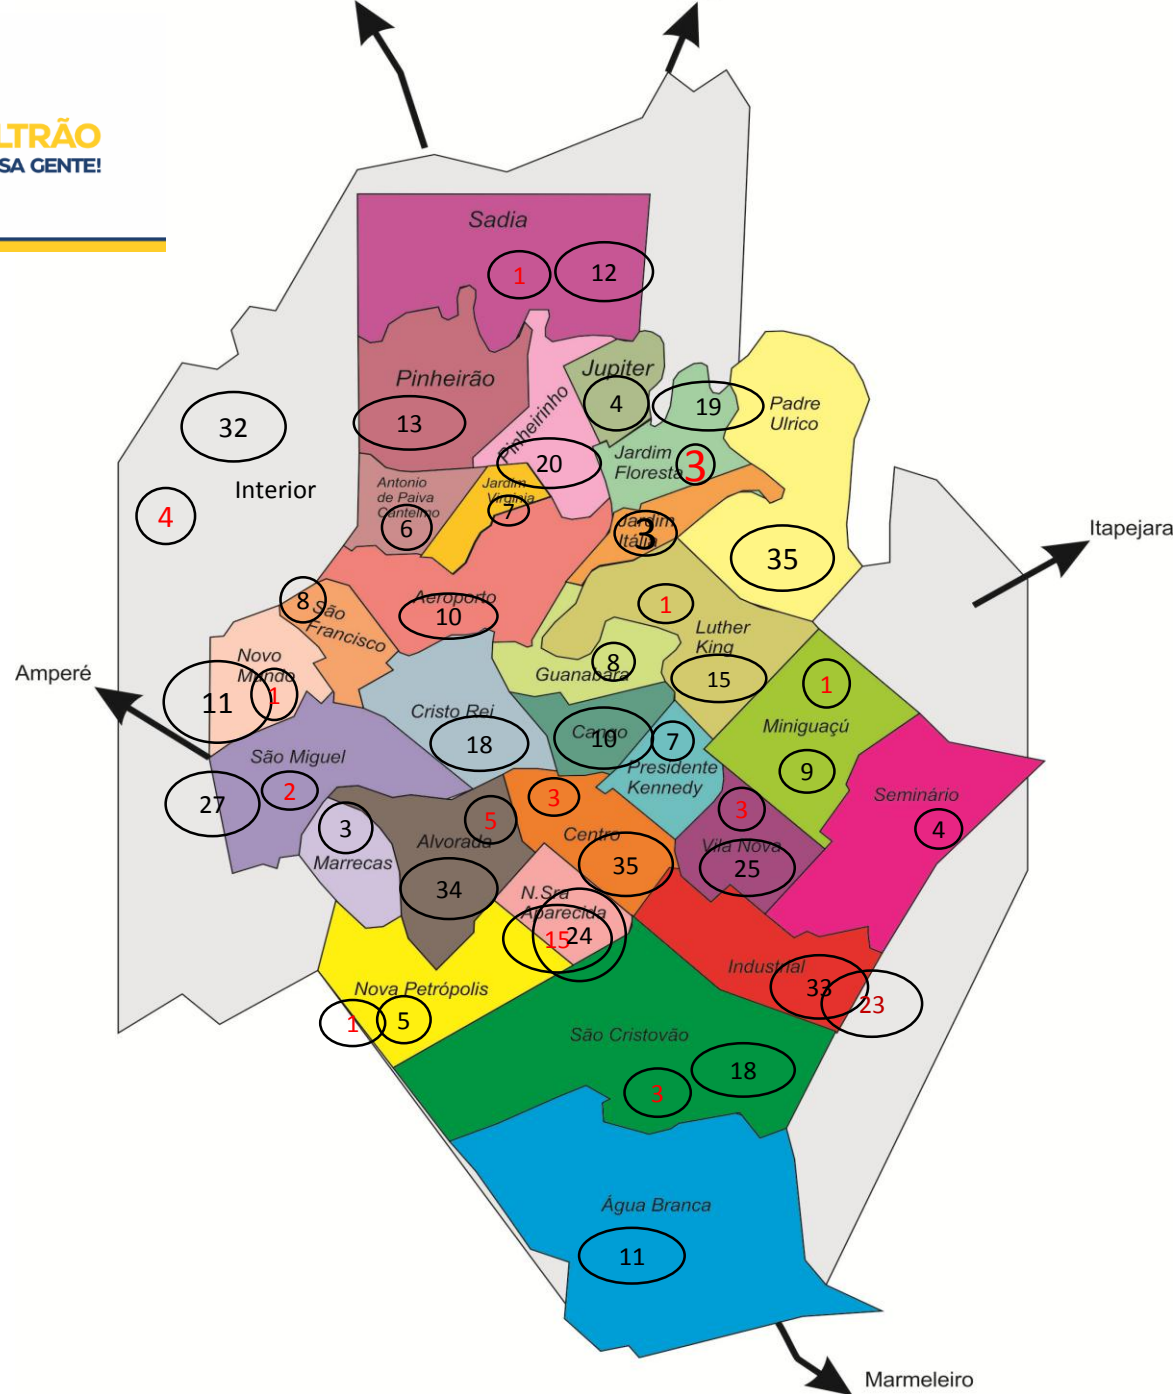 LTRÃO
SA GENTE!
Sadia
1
12
Pinheirão
13
Pinheirinho
20
Jupiter
4
19
Jardim
Floresta
3
Padre
Ulrico
35
32
Interior
4
Antonio
de Paiva
Cantelmo
6
Jardim
Virginia
7
Jardim
Itália
3
Itapejara
8
São
Francisco
Aeroporto
10
1
Luther
King
15
Guanabara
8
Novo
Mundo
11
1
Amperé
Cristo Rei
18
Cango
10
7
Presidente
Kennedy
1
Miniguaçú
9
São Miguel
2
27
3
Marrecas
5
Alvorada
34
3
Centro
35
3
Vila Nova
25
Seminário
4
N.Sra
Aparecida
15
24
Industrial
33
23
Nova Petrópolis
1
5
São Cristovão
18
3
Água Branca
11
Marmeleiro